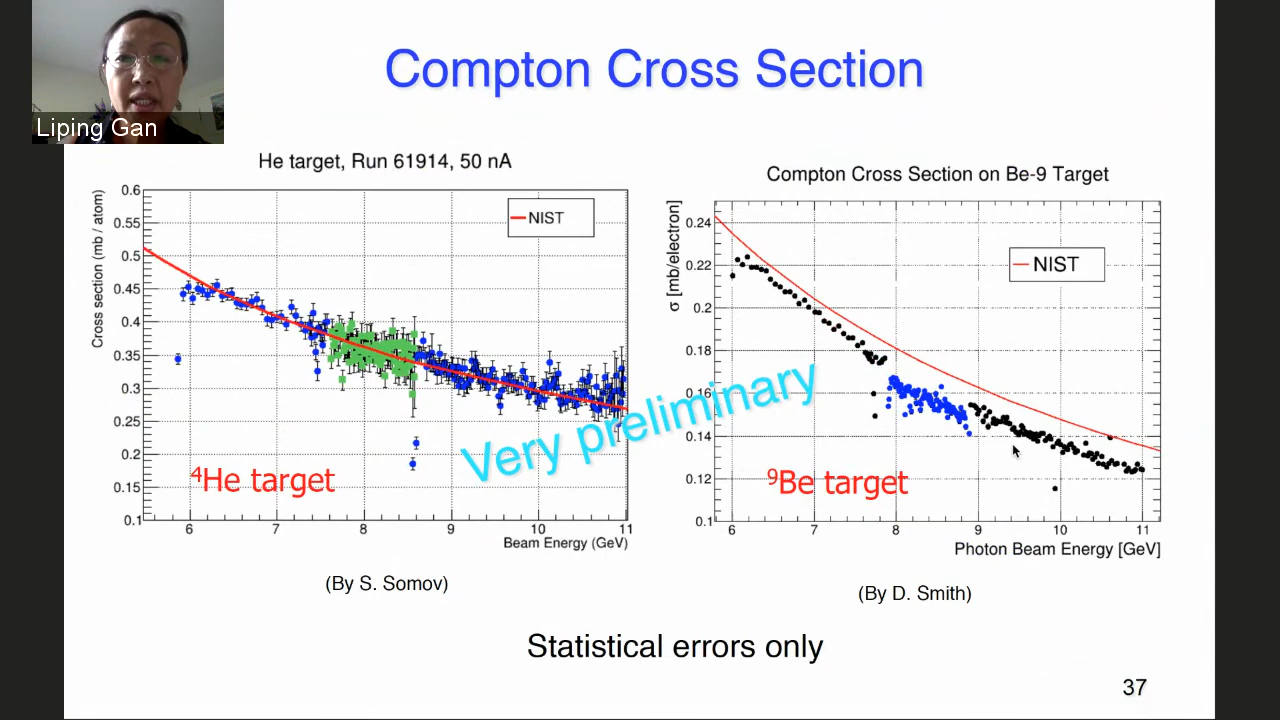 Compton Cross Section
Liping Gan
He target, Run 61914, 50 nA
Cross section (mb / atom)
0.6
0.55
0.5
0.45
0.4
0.35
0.3
0.25
0.2
0.15
0.1
NIST
⁴He target
6 7 8 9 10 11
Beam Energy (GeV)
(By S. Somov)
Very preliminary
Compton Cross Section on Be-9 Target
σ [mb/electron]
0.24
0.22
0.2
0.18
0.16
0.14
0.12
0.1
NIST
⁹Be target
6 7 8 9 10 11
Photon Beam Energy [GeV]
(By D. Smith)
Statistical errors only
37